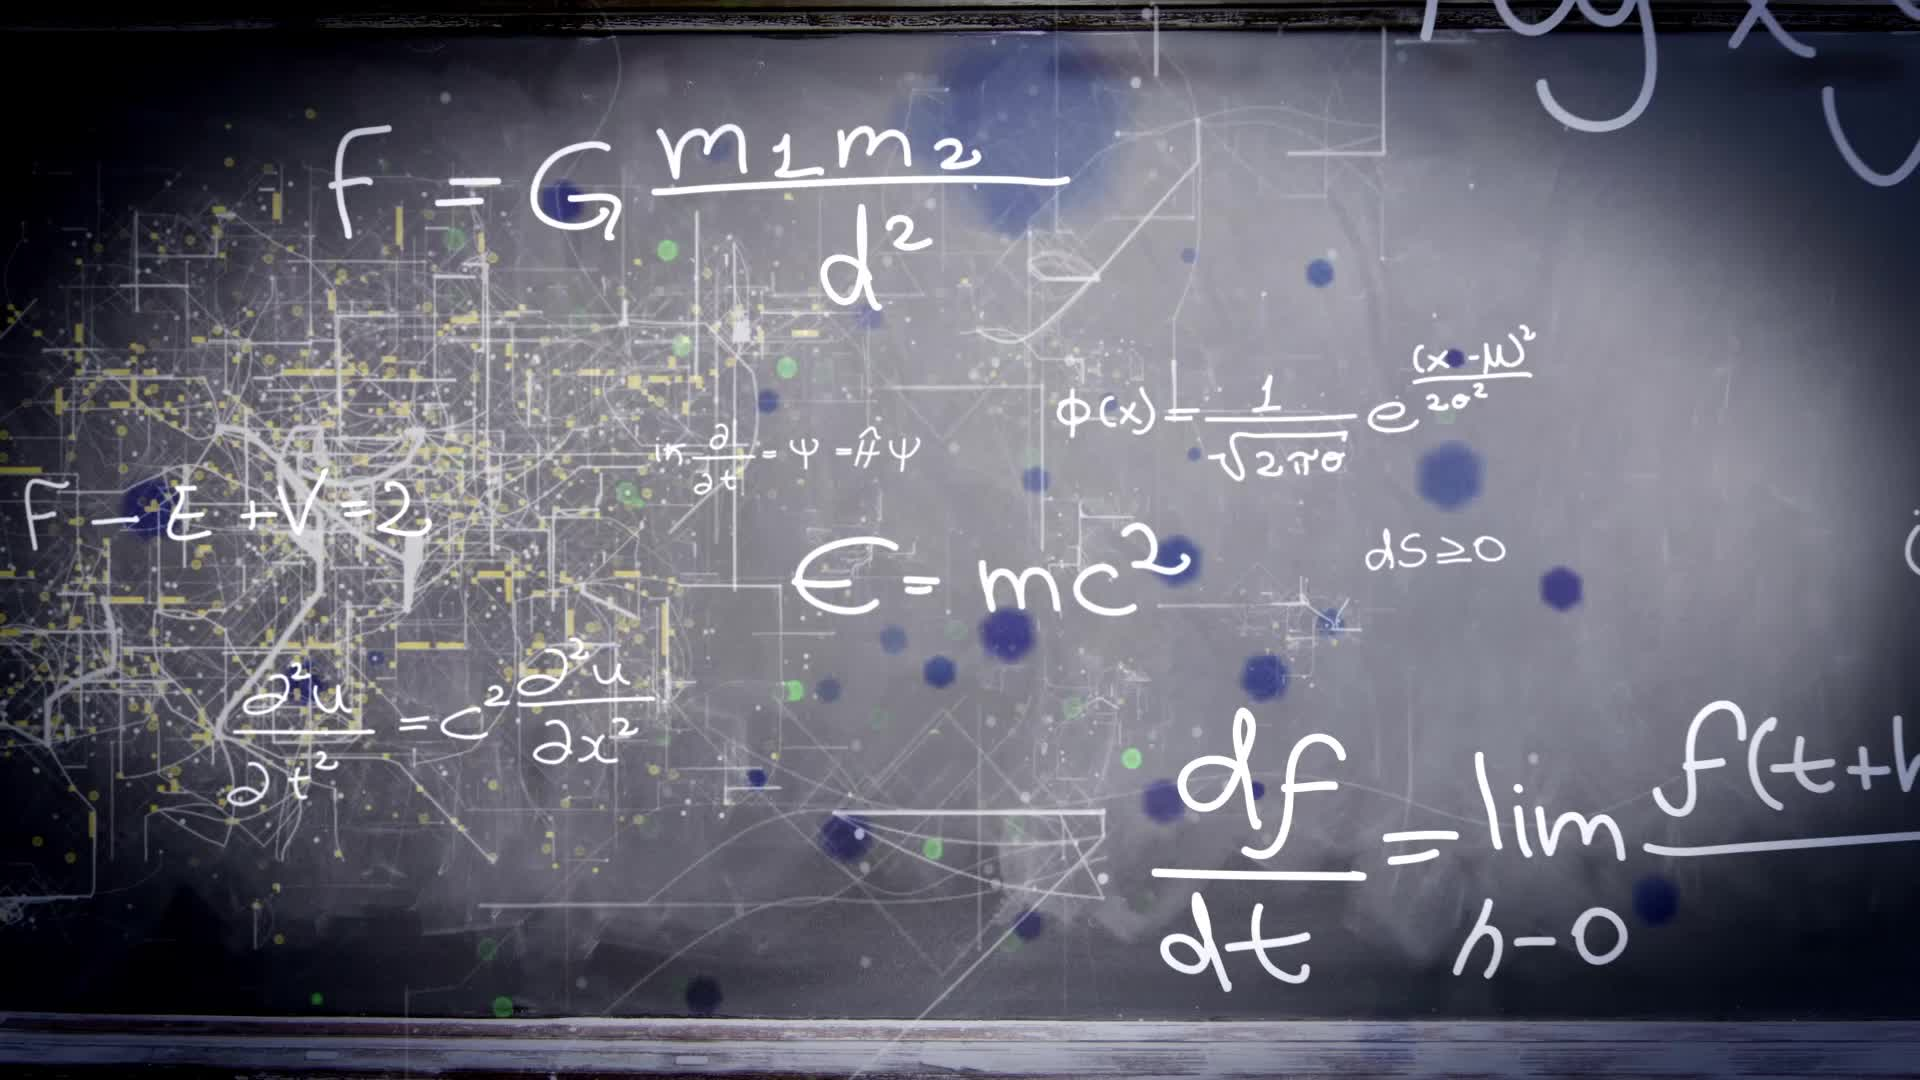 log x
F = G m1m2 / d²
ϕ(x) = 1 / √2πσ e (x-μ)² / 2σ²
iħ ∂ / ∂t = Ψ = ĤΨ
F - E + V = 2
E = mc²
dS ≥ 0
∂²u / ∂t² = c² ∂²u / ∂x²
df / dt = lim h-0 f(t+h